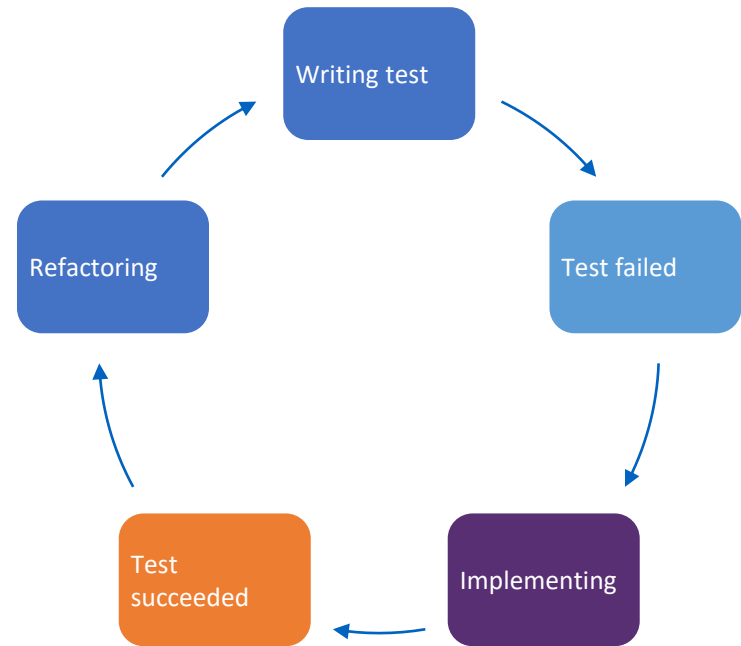 Writing test
Test failed
Implementing
Test
succeeded
Refactoring